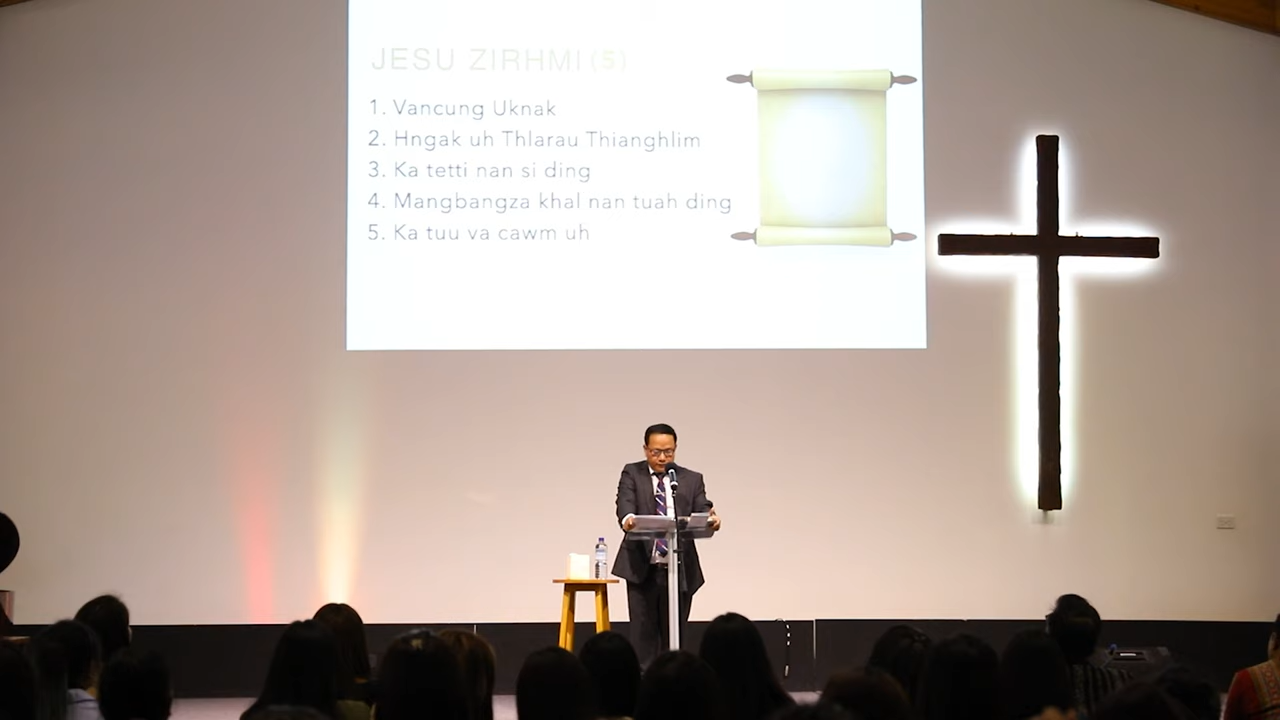 JESU ZIRHMI (5)
1. Vancung Uknak
2. Hngak uh Thlarau Thianghlim
3. Ka tetti nan si ding
4. Mangbangza khal nan tuah ding
5. Ka tuu va cawm uh